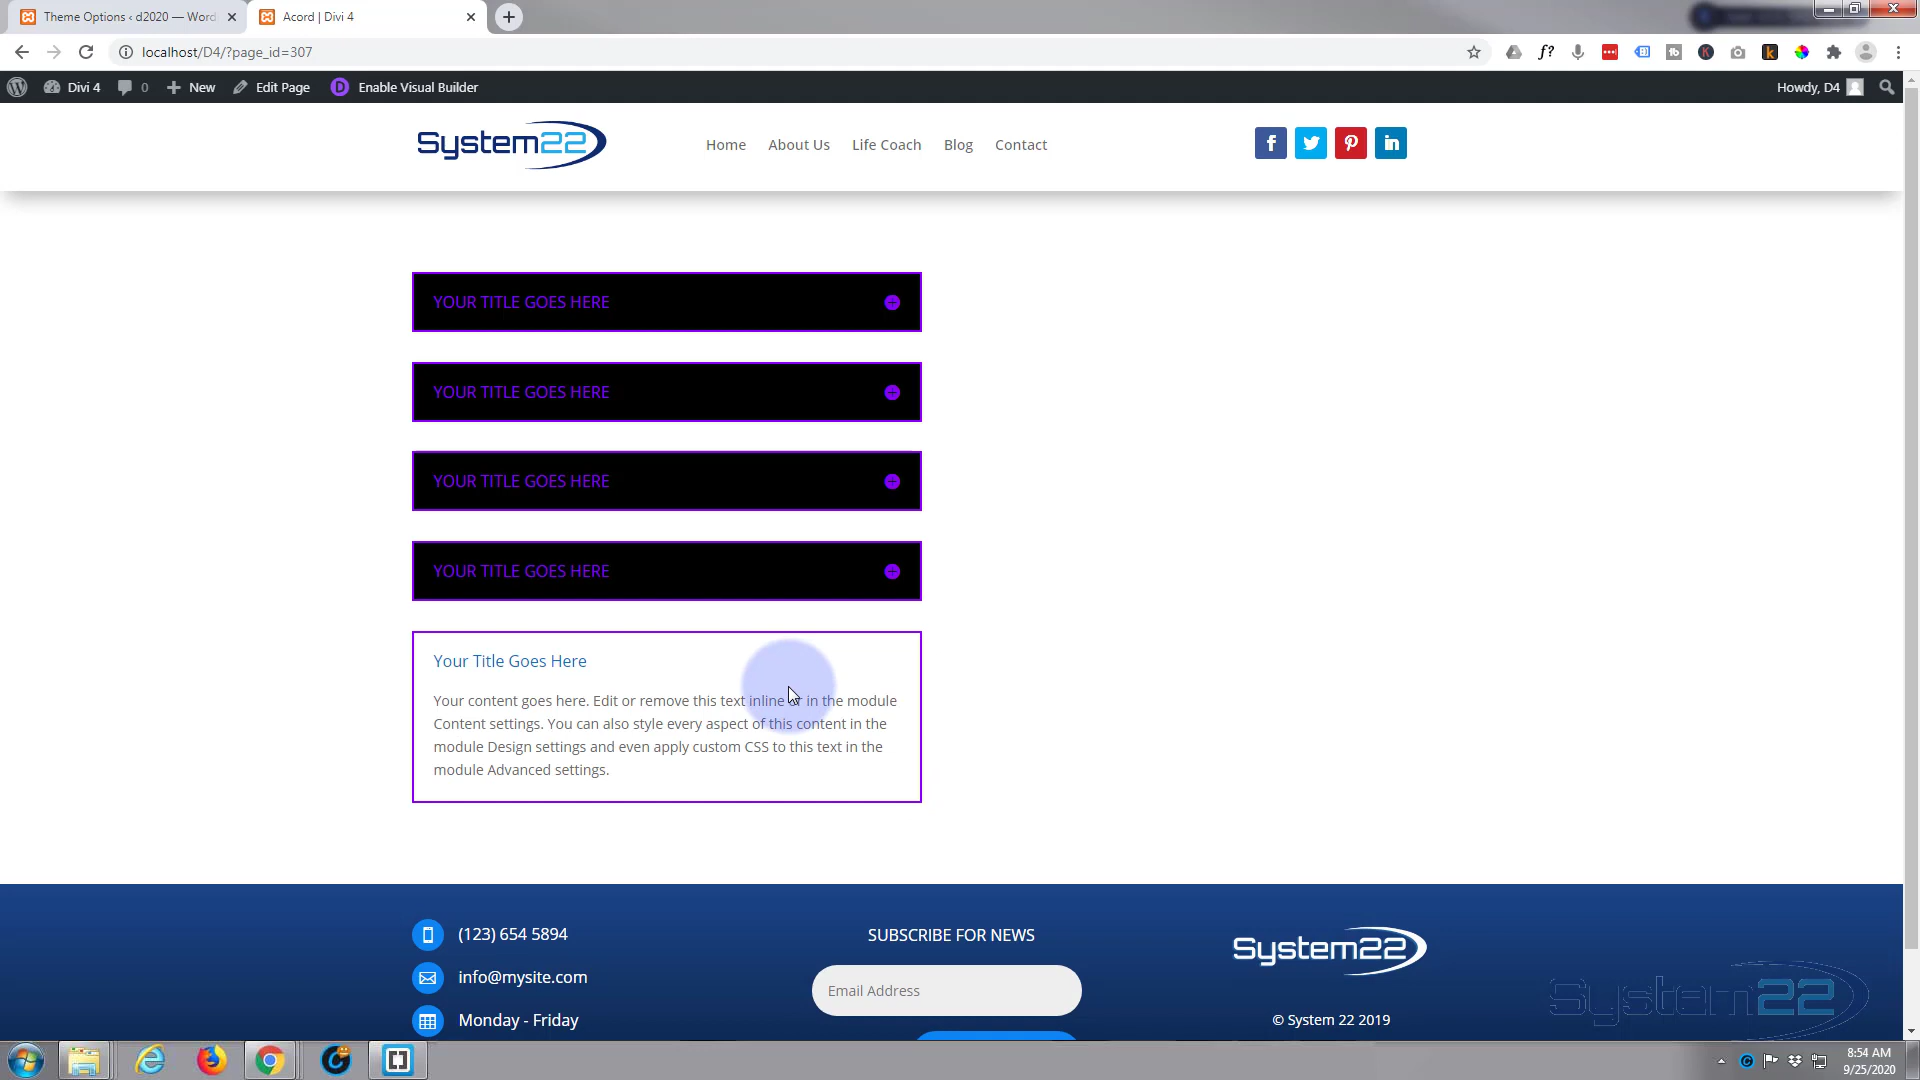 Theme Options ‹ d2020 — Word
Acord | Divi 4
localhost/D4/?page_id=307
Divi 4
0
New
Edit Page
Enable Visual Builder
Howdy, D4
System22
Home
About Us
Life Coach
Blog
Contact
YOUR TITLE GOES HERE
YOUR TITLE GOES HERE
YOUR TITLE GOES HERE
YOUR TITLE GOES HERE
Your Title Goes Here
Your content goes here. Edit or remove this text inline or in the module
Content settings. You can also style every aspect of this content in the
module Design settings and even apply custom CSS to this text in the
module Advanced settings.
(123) 654 5894
info@mysite.com
Monday - Friday
SUBSCRIBE FOR NEWS
Email Address
System22
© System 22 2019
System22
8:54 AM
9/25/2020